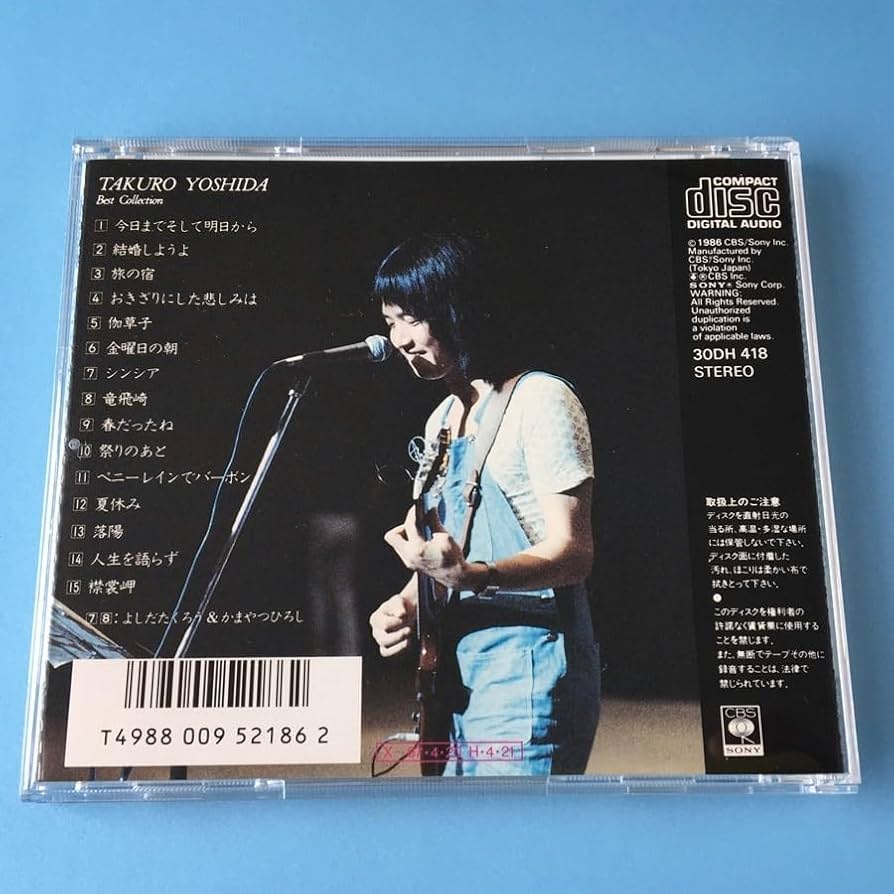 TAKURO YOSHIDA
Best Collection
1 今日までそして明日から
2 結婚しようよ
3 旅の宿
4 おきざりにした悲しみは
5 伽草子
6 金曜日の朝
7 シンシア
8 竜飛崎
9 春だったね
10 祭りのあと
11 ペニーレインでバーボン
12 夏休み
13 落陽
14 人生を語らず
15 襟裳岬
7 8:よしだたくろう&かまやつひろし
T4988 009 52186 2
COMPACT
disc
DIGITAL AUDIO
©1986 CBS/Sony Inc.
Manufactured by
CBS/Sony Inc.
(Tokyo Japan)
CBS Inc.
SONY® Sony Corp.
WARNING:
All Rights Reserved.
Unauthorized
duplication is
a violation
of applicable laws.
30DH 418
STEREO
取扱上のご注意
ディスクを直射日光の
当る所、高温・多湿な場所
には保管しないで下さい。
ディスク面に付着した
汚れ、ほこりは柔かい布で
拭きとって下さい。
●
このディスクを権利者の
許諾なく賃貸業に使用する
ことを禁じます。
また、無断でテープその他に
録音することは、法律で
禁じられています。
CBS
SONY
H・4・21